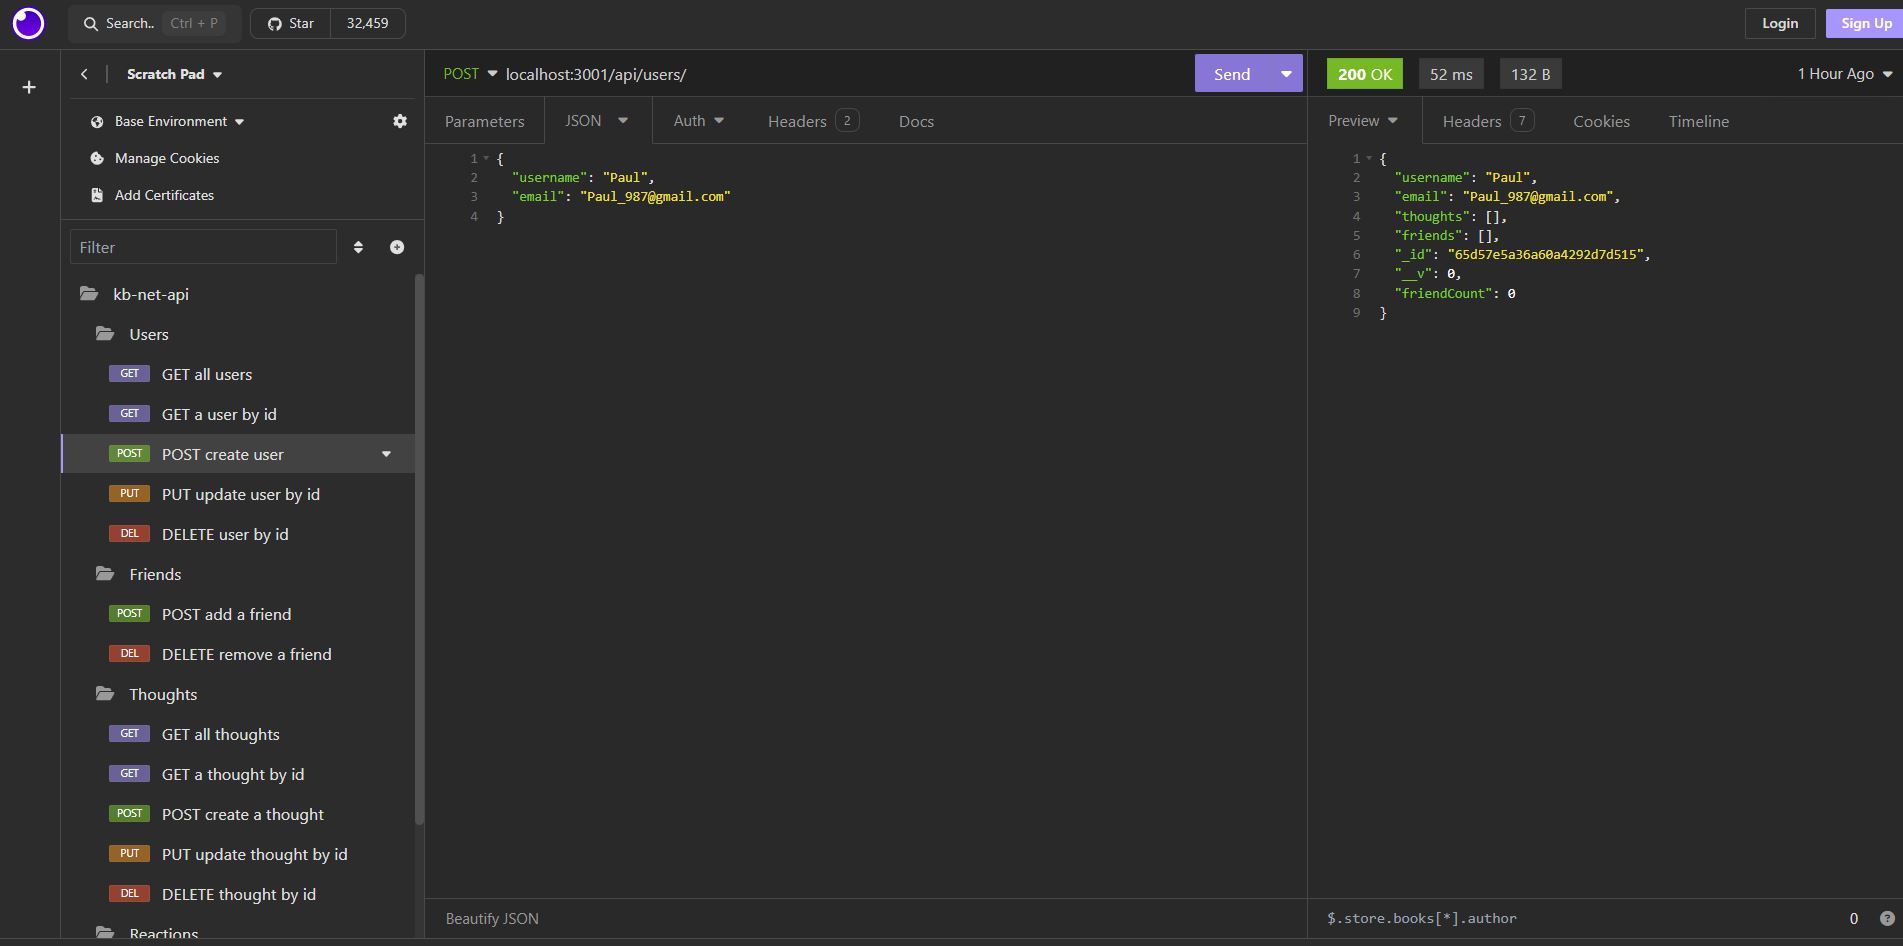 Search.. Ctrl + P Star 32,459 Login Sign Up
Scratch Pad
Base Environment
Manage Cookies
Add Certificates
Filter
kb-net-api
Users
GET GET all users
GET GET a user by id
POST POST create user
PUT PUT update user by id
DEL DELETE user by id
Friends
POST POST add a friend
DEL DELETE remove a friend
Thoughts
GET GET all thoughts
GET GET a thought by id
POST POST create a thought
PUT PUT update thought by id
DEL DELETE thought by id
Reactions
POST localhost:3001/api/users/ Send
Parameters JSON Auth Headers 2 Docs
1 {
2 "username": "Paul",
3 "email": "Paul_987@gmail.com"
4 }
Beautify JSON
200 OK 52 ms 132 B 1 Hour Ago
Preview Headers 7 Cookies Timeline
1 {
2 "username": "Paul",
3 "email": "Paul_987@gmail.com",
4 "thoughts": [],
5 "friends": [],
6 "_id": "65d57e5a36a60a4292d7d515",
7 "__v": 0,
8 "friendCount": 0
9 }
$.store.books[*].author 0